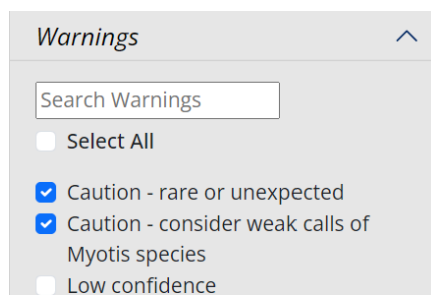 Warnings
Search Warnings
Select All
Caution - rare or unexpected
Caution - consider weak calls of
Myotis species
Low confidence